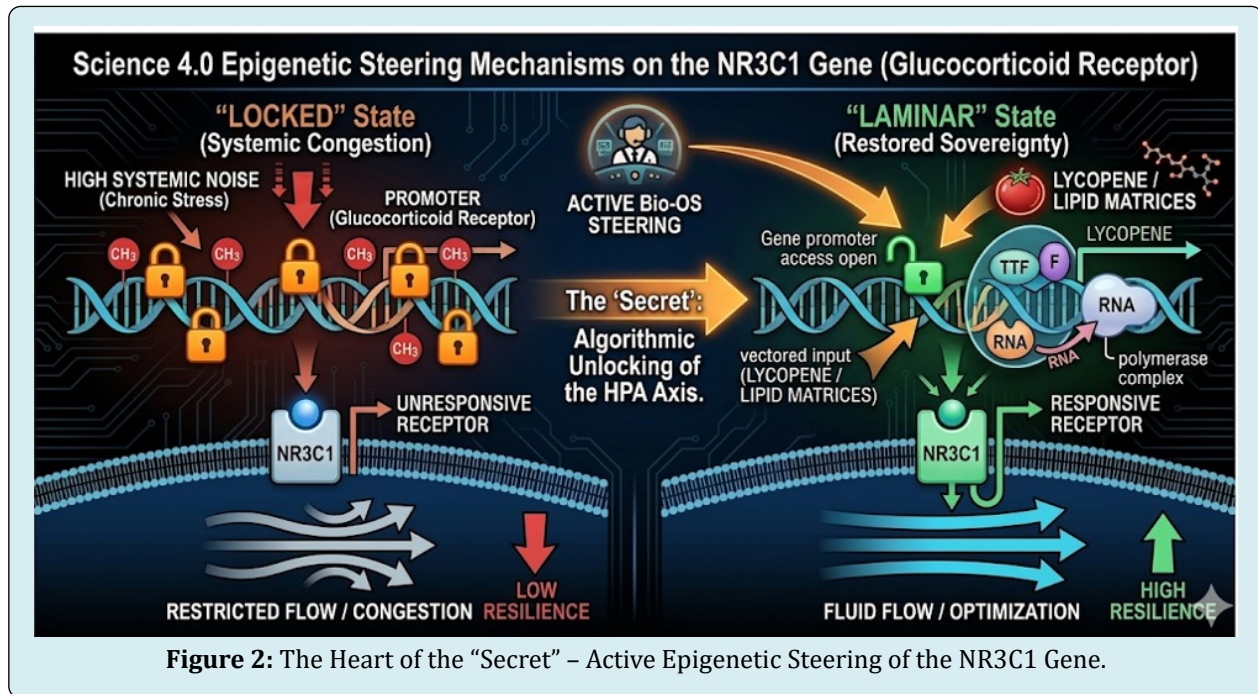 Science 4.0 Epigenetic Steering Mechanisms on the NR3C1 Gene (Glucocorticoid Receptor)
“LOCKED” State
(Systemic Congestion)
HIGH SYSTEMIC NOISE
(Chronic Stress)
PROMOTER
(Glucocorticoid Receptor)
CH₃
CH₃
CH₃
CH₃
CH₃
UNRESPONSIVE
RECEPTOR
NR3C1
RESTRICTED FLOW / CONGESTION
LOW
RESILIENCE
ACTIVE Bio-OS
STEERING
The ‘Secret’:
Algorithmic
Unlocking of
the HPA Axis.
“LAMINAR” State
(Restored Sovereignty)
LYCOPENE /
LIPID MATRICES
Gene promoter
access open
LYCOPENE
TTF
F
RNA
RNA
RNA
polymerase
complex
vectored input
(LYCOPENE /
LIPID MATRICES)
RESPONSIVE
RECEPTOR
NR3C1
FLUID FLOW / OPTIMIZATION
HIGH
RESILIENCE
Figure 2: The Heart of the “Secret” – Active Epigenetic Steering of the NR3C1 Gene.